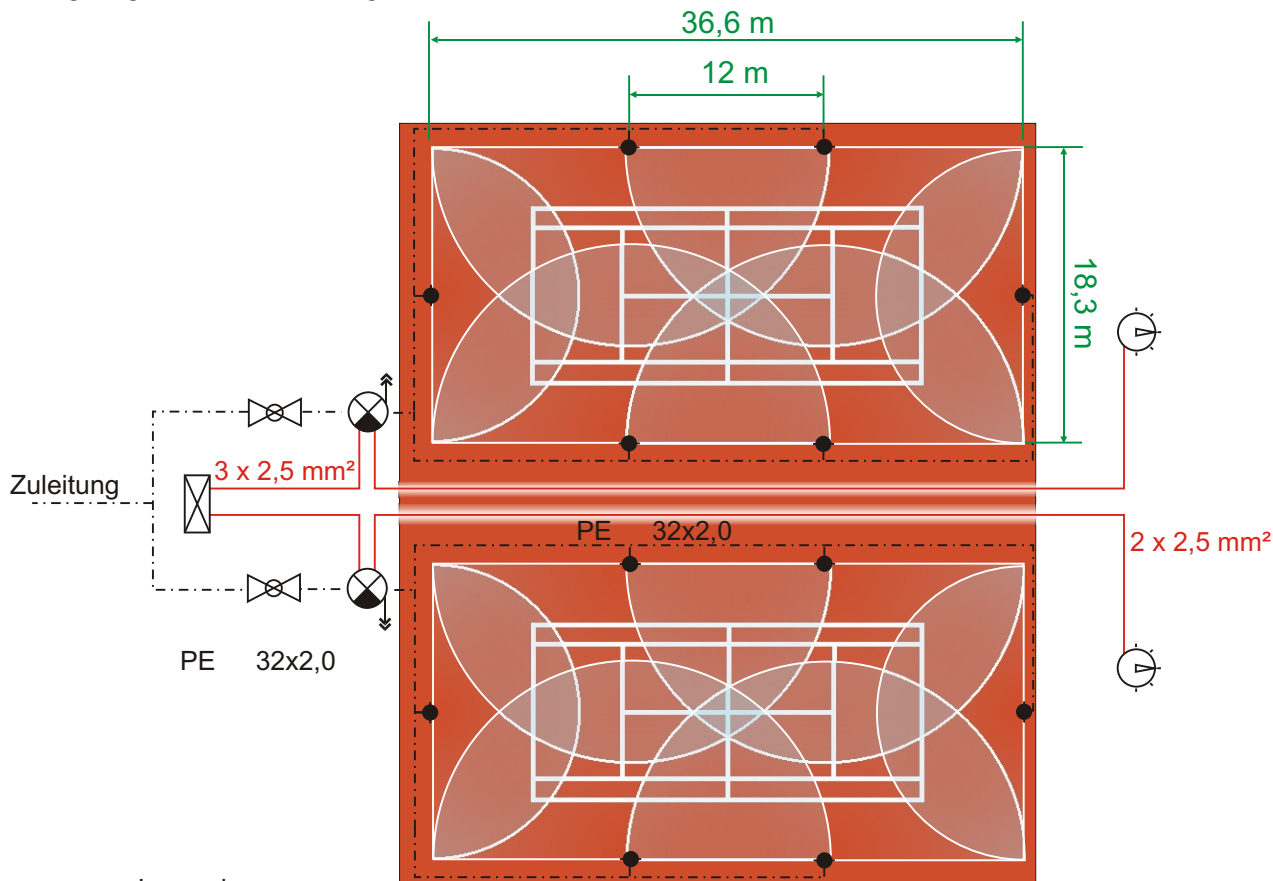 36,6 m
12 m
18,3 m
3 x 2,5 mm²
Zuleitung
PE 32x2,0
2 x 2,5 mm²
PE 32x2,0